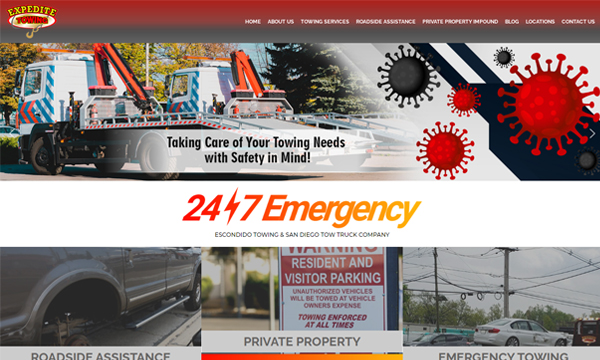 EXPEDITE
TOWING
HOME ABOUT US TOWING SERVICES ROADSIDE ASSISTANCE PRIVATE PROPERTY IMPOUND BLOG LOCATIONS CONTACT US
Taking Care of Your Towing Needs
with Safety in Mind!
24/7 Emergency
ESCONDIDO TOWING & SAN DIEGO TOW TRUCK COMPANY
WARNING
RESIDENT AND
VISITOR PARKING
UNAUTHORIZED VEHICLES
WILL BE TOWED AT VEHICLE
OWNERS EXPENSE
TOWING ENFORCED
AT ALL TIMES
ROADSIDE ASSISTANCE
PRIVATE PROPERTY
EMERGENCY TOWING